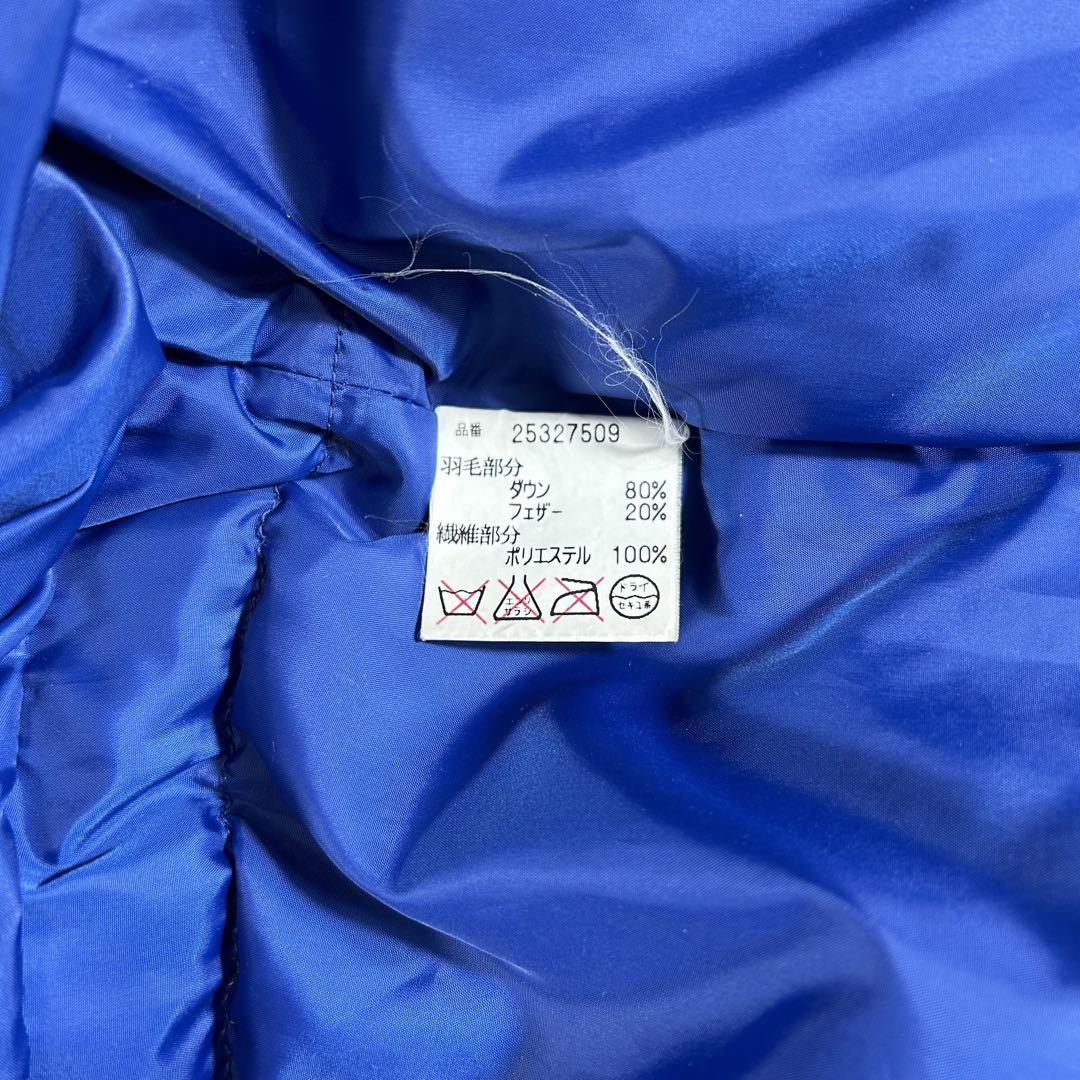 品番 25327509
羽毛部分
ダウン 80%
フェザー 20%
繊維部分
ポリエステル 100%
エンソ サラシ
ドライ
セキユ系